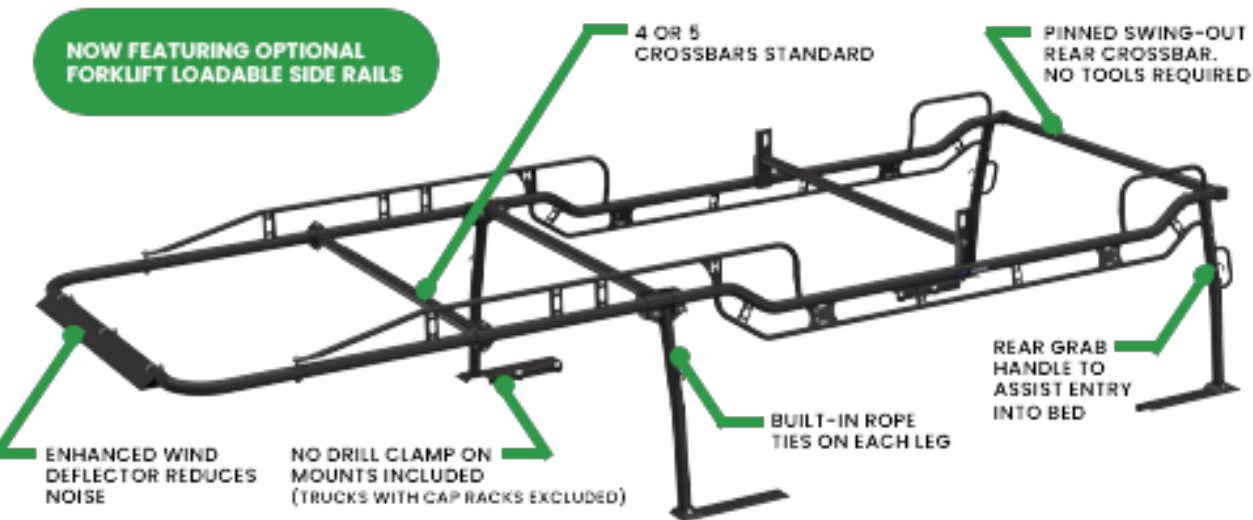 NOW FEATURING OPTIONAL
FORKLIFT LOADABLE SIDE RAILS
4 OR 5
CROSSBARS STANDARD
PINNED SWING-OUT
REAR CROSSBAR.
NO TOOLS REQUIRED
REAR GRAB
HANDLE TO
ASSIST ENTRY
INTO BED
BUILT-IN ROPE
TIES ON EACH LEG
NO DRILL CLAMP ON
MOUNTS INCLUDED
(TRUCKS WITH CAP RACKS EXCLUDED)
ENHANCED WIND
DEFLECTOR REDUCES
NOISE